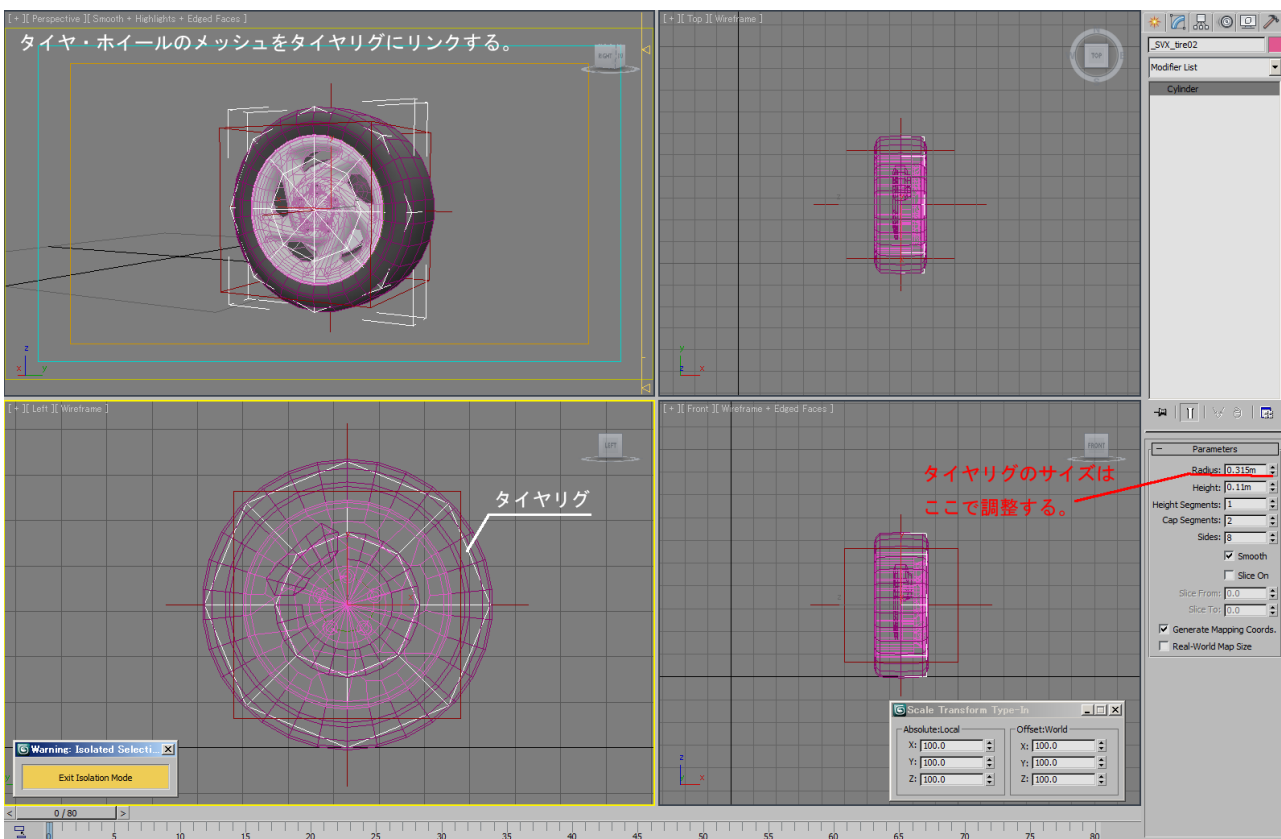 [ + ][ Perspective ][ Smooth + Highlights + Edged Faces ]
タイヤ・ホイールのメッシュをタイヤリグにリンクする。
RIGHT
z
x
y
[ + ][ Top ][ Wireframe ]
TOP
y
z
x
[ + ][ Left ][ Wireframe ]
LEFT
タイヤリグ
Warning: Isolated Selecti...
Exit Isolation Mode
[ + ][ Front ][ Wireframe + Edged Faces ]
FRONT
タイヤリグのサイズは
ここで調整する。
z
x
Scale Transform Type-In
Absolute:Local
X: 100.0
Y: 100.0
Z: 100.0
Offset:World
X: 100.0
Y: 100.0
Z: 100.0
_SVX_tire02
Modifier List
Cylinder
Parameters
Radius: 0.315m
Height: 0.11m
Height Segments: 1
Cap Segments: 2
Sides: 8
Smooth
Slice On
Slice From: 0.0
Slice To: 0.0
Generate Mapping Coords.
Real-World Map Size
< 0 / 80 >
0 5 10 15 20 25 30 35 40 45 50 55 60 65 70 75 80